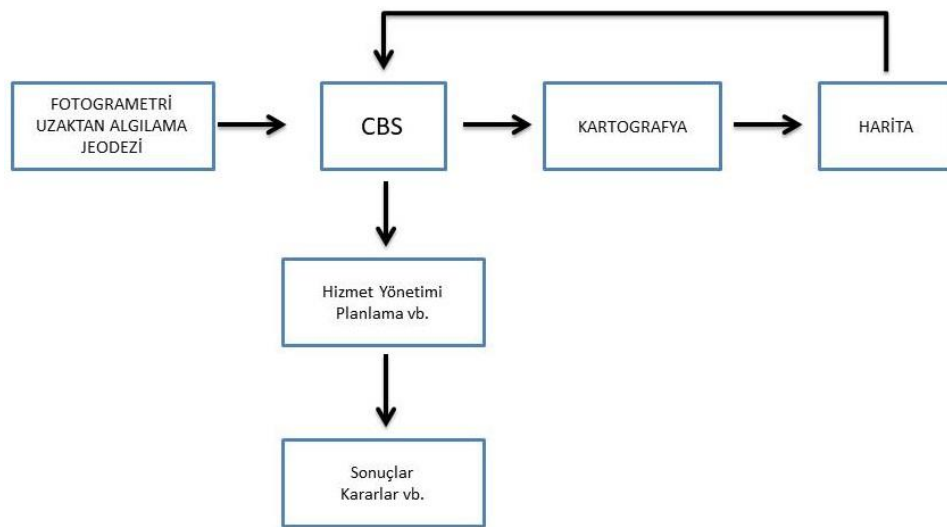 FOTOGRAMETRİ
UZAKTAN ALGILAMA
JEODEZİ
CBS
KARTOGRAFYA
HARİTA
Hizmet Yönetimi
Planlama vb.
Sonuçlar
Kararlar vb.